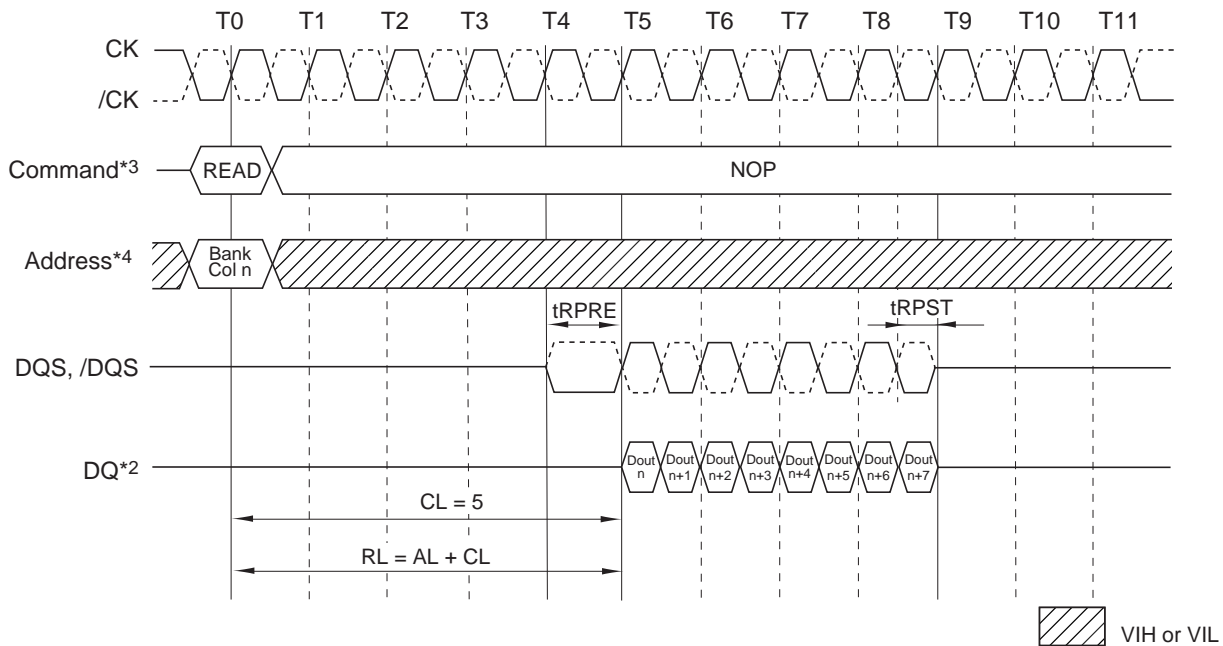 T0 T1 T2 T3 T4 T5 T6 T7 T8 T9 T10 T11
CK
/CK
Command*3
READ
NOP
Address*4
Bank
Col n
tRPRE
tRPST
DQS, /DQS
DQ*2
Dout n
Dout n+1
Dout n+2
Dout n+3
Dout n+4
Dout n+5
Dout n+6
Dout n+7
CL = 5
RL = AL + CL
VIH or VIL